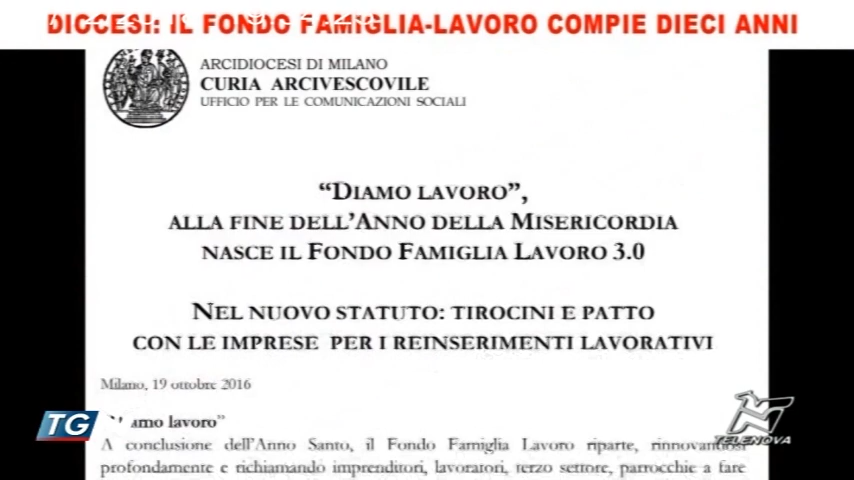 DIOCESI: IL FONDO FAMIGLIA-LAVORO COMPIE DIECI ANNI
ARCIDIOCESI DI MILANO
CURIA ARCIVESCOVILE
UFFICIO PER LE COMUNICAZIONI SOCIALI
“DIAMO LAVORO”,
ALLA FINE DELL’ANNO DELLA MISERICORDIA
NASCE IL FONDO FAMIGLIA LAVORO 3.0
NEL NUOVO STATUTO: TIROCINI E PATTO
CON LE IMPRESE PER I REINSERIMENTI LAVORATIVI
Milano, 19 ottobre 2016
amo lavoro”
A conclusione dell’Anno Santo, il Fondo Famiglia Lavoro riparte, rinnovandosi
profondamente e richiamando imprenditori, lavoratori, terzo settore, parrocchie a fare
TG
TELENOVA